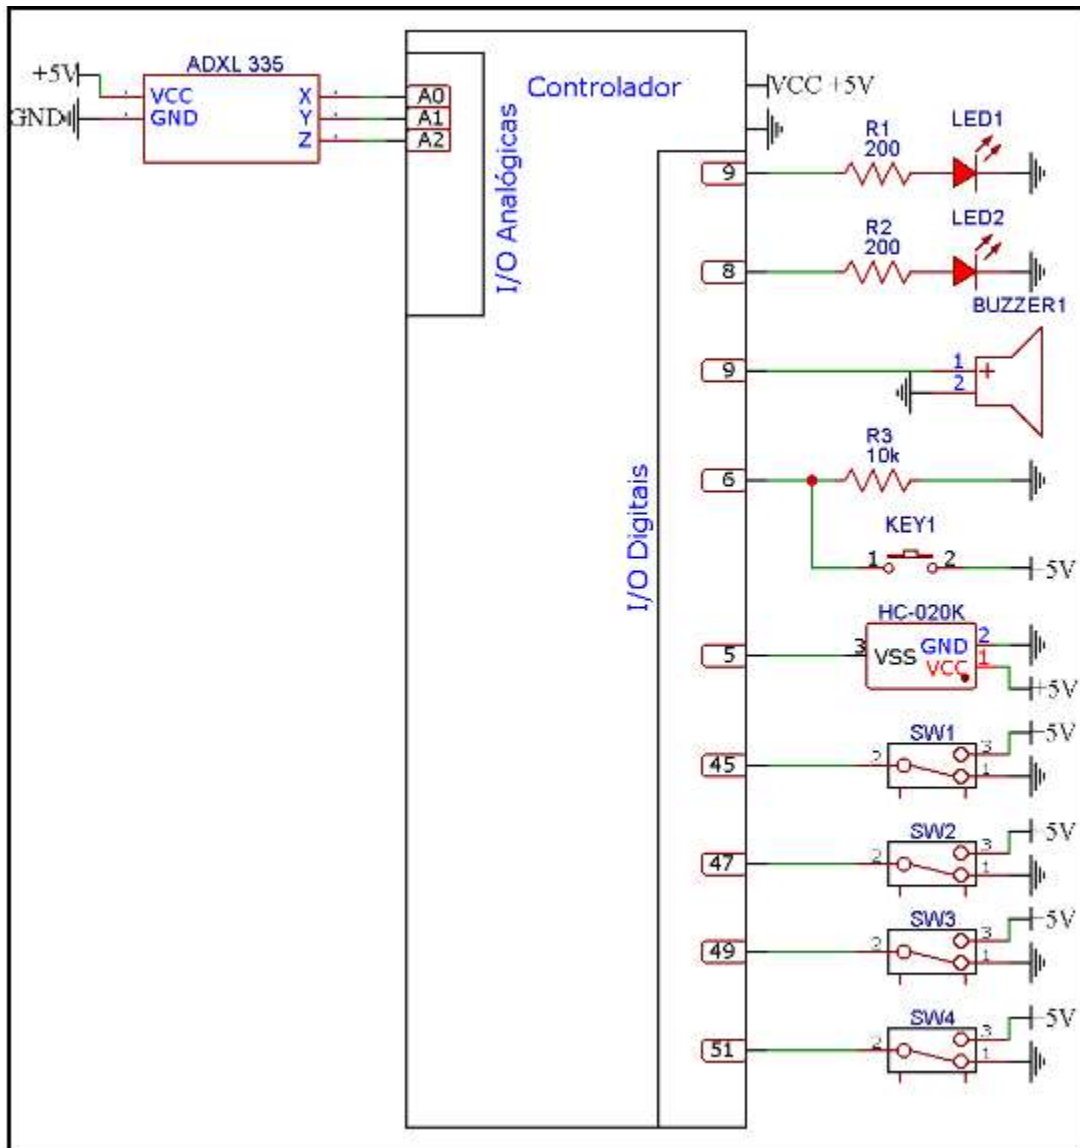 ADXL 335
+5V
VCC
X
A0
GND
GND
Y
A1
Z
A2
I/O Analógicas
Controlador
VCC +5V
I/O Digitais
9
R1
200
LED1
8
R2
200
LED2
9
BUZZER1
1
+
2
6
R3
10k
KEY1
1
2
+5V
5
HC-020K
3
VSS
GND
2
VCC
1
+5V
45
SW1
2
3
1
+5V
47
SW2
2
3
1
+5V
49
SW3
2
3
1
+5V
51
SW4
2
3
1
+5V